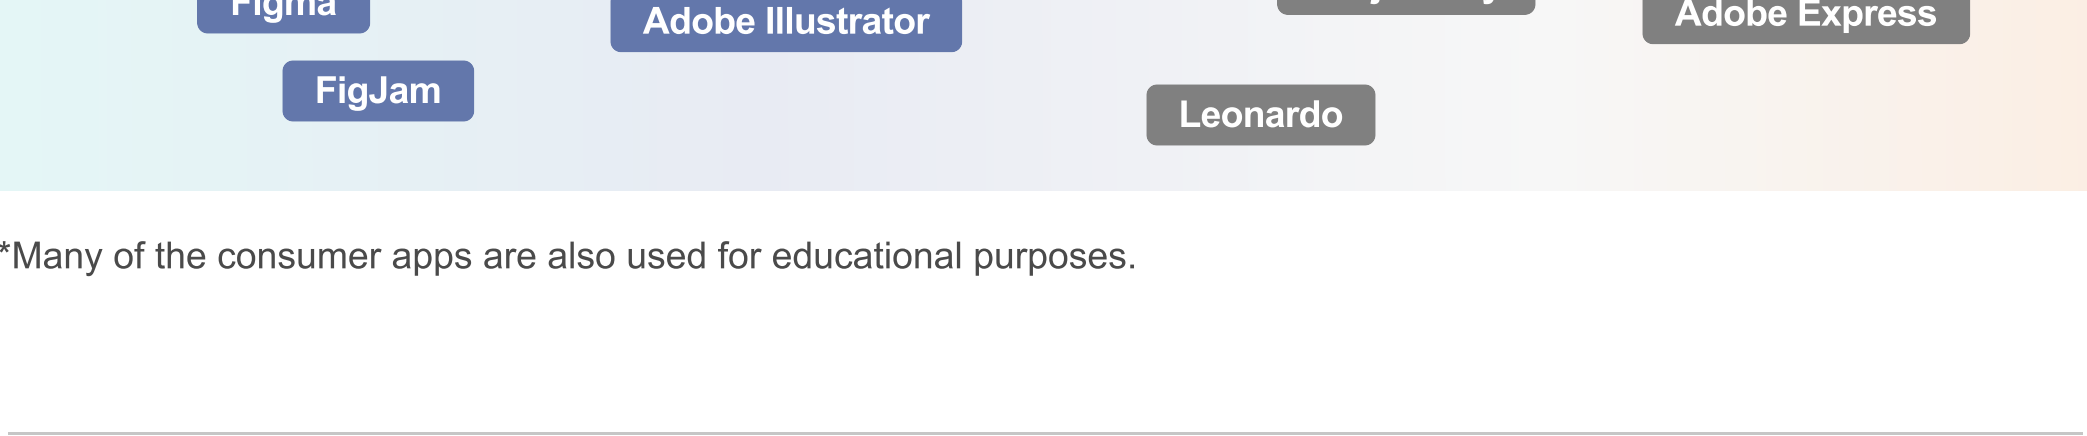 Figma
Adobe Illustrator
Adobe Express
FigJam
Leonardo
*Many of the consumer apps are also used for educational purposes.